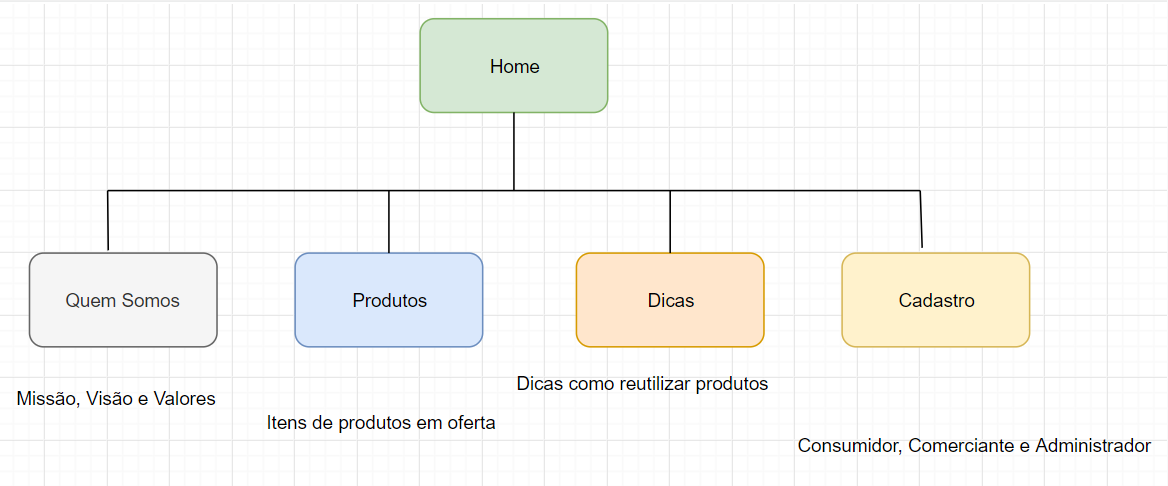 Home
Quem Somos
Produtos
Dicas
Cadastro
Missão, Visão e Valores
Itens de produtos em oferta
Dicas como reutilizar produtos
Consumidor, Comerciante e Administrador